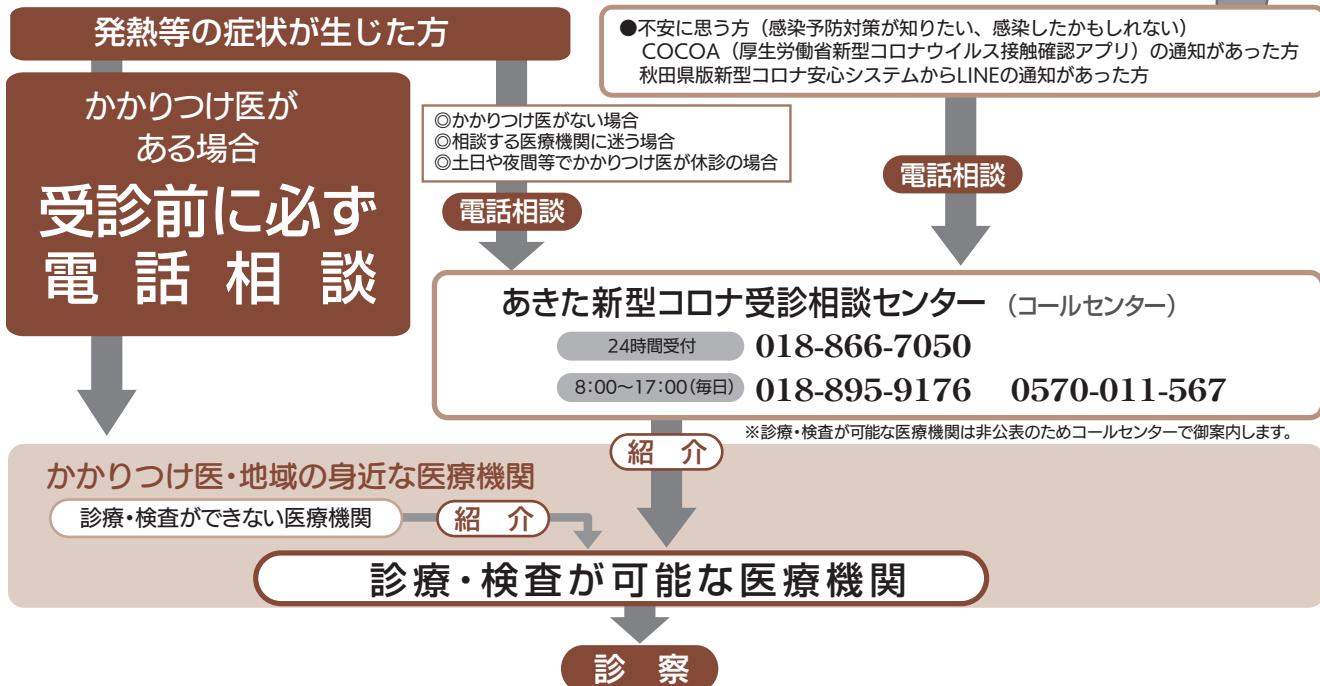 発熱等の症状が生じた方
●不安に思う方（感染予防対策が知りたい、感染したかもしれない）
COCOA（厚生労働省新型コロナウイルス接触確認アプリ）の通知があった方
秋田県版新型コロナ安心システムからLINEの通知があった方
かかりつけ医が
ある場合
受診前に必ず
電話相談
◎かかりつけ医がない場合
◎相談する医療機関に迷う場合
◎土日や夜間等でかかりつけ医が休診の場合
電話相談
電話相談
あきた新型コロナ受診相談センター（コールセンター）
24時間受付 018-866-7050
8:00～17:00(毎日) 018-895-9176 0570-011-567
※診療・検査が可能な医療機関は非公表のためコールセンターで御案内します。
紹 介
かかりつけ医・地域の身近な医療機関
診療・検査ができない医療機関
紹 介
診療・検査が可能な医療機関
診 察